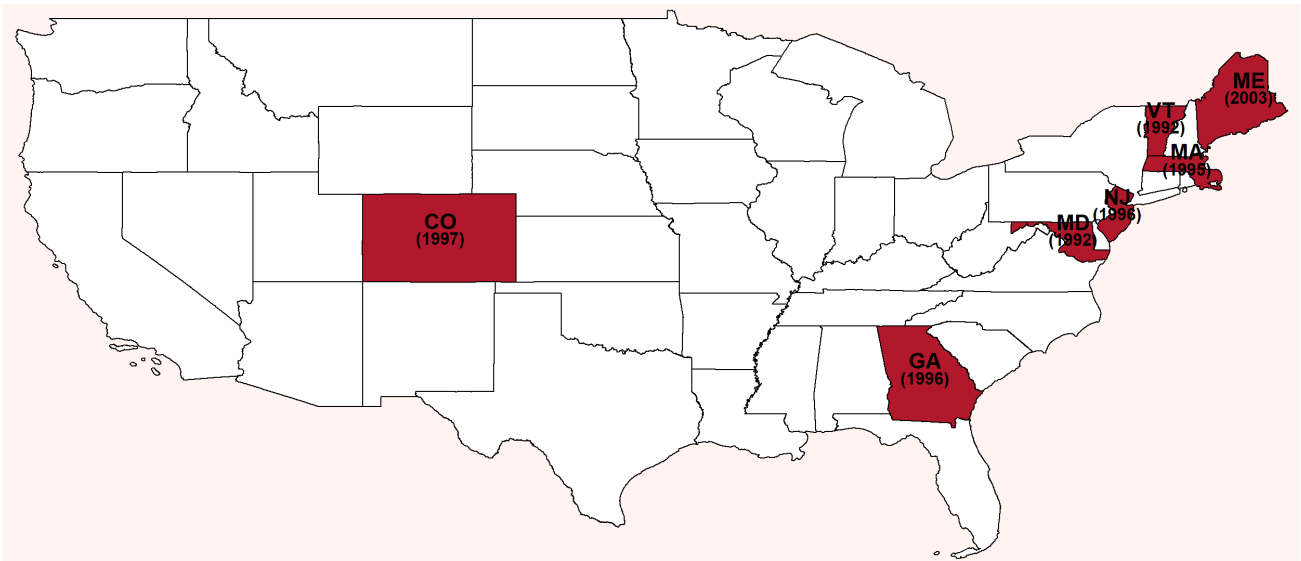 ME
(2003)
VT
(1992)
MA
(1995)
NJ
(1996)
CO
(1997)
MD
(1992)
GA
(1996)